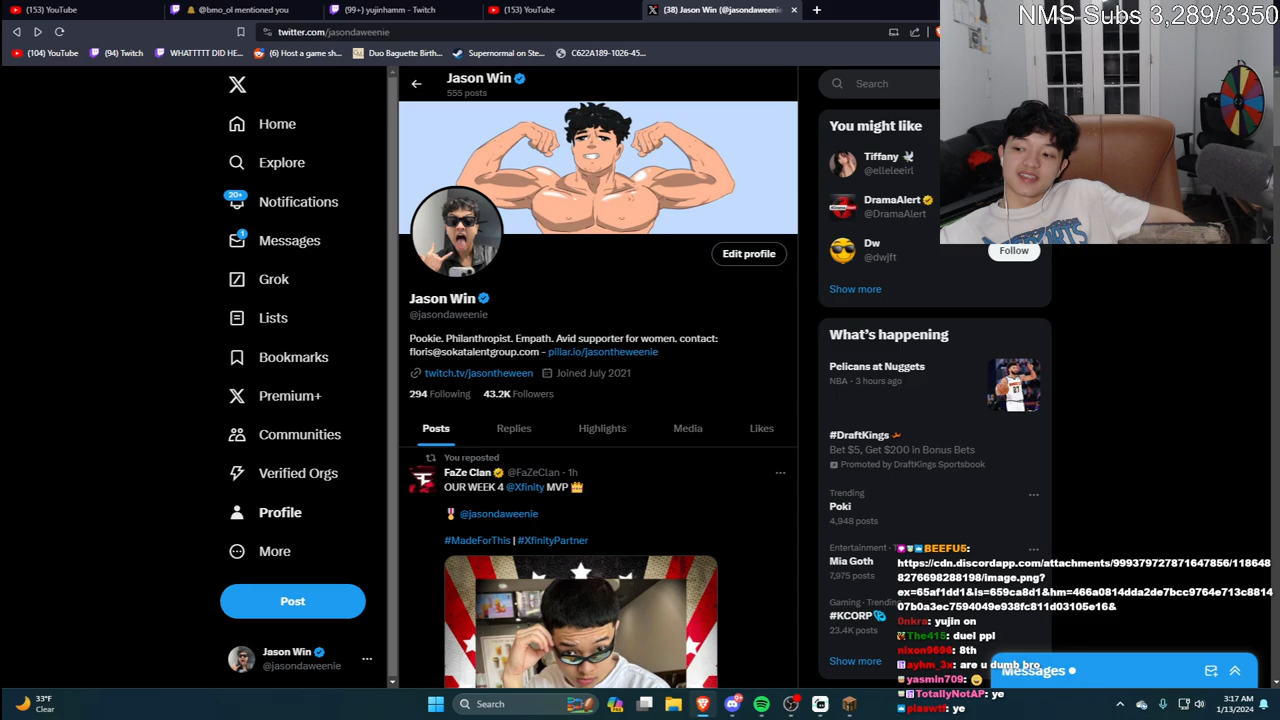 (153) YouTube
@bmo_ol mentioned you
(99+) yujinhamm - Twitch
(153) YouTube
(38) Jason Win (@jasondaweenie)
NMS Subs 3,289/3350
twitter.com/jasondaweenie
(104) YouTube
(94) Twitch
WHATTTTT DID HE...
(6) Host a game sh...
Duo Baguette Birth...
Supernormal on Ste...
C622A189-1026-45...
Jason Win
555 posts
Home
Explore
20+
Notifications
1
Messages
Grok
Lists
Bookmarks
Premium+
Communities
Verified Orgs
Profile
More
Post
Jason Win
@jasondaweenie
Edit profile
Jason Win
@jasondaweenie
Pookie. Philanthropist. Empath. Avid supporter for women. contact:
floris@sokatalentgroup.com - pillar.io/jasontheweenie
twitch.tv/jasontheween
Joined July 2021
294 Following
43.2K Followers
Posts
Replies
Highlights
Media
Likes
You reposted
FaZe Clan @FaZeClan · 1h
OUR WEEK 4 @Xfinity MVP
@jasondaweenie
#MadeForThis | #XfinityPartner
Search
You might like
Tiffany
@elleleeirl
DramaAlert
@DramaAlert
Dw
@dwjft
Follow
Show more
What's happening
Pelicans at Nuggets
NBA · 3 hours ago
#DraftKings
Bet $5, Get $200 in Bonus Bets
Promoted by DraftKings Sportsbook
Trending
Poki
4,948 posts
Entertainment · T
Mia Goth
7,975 posts
Gaming · Trending
#KCORP
23.4K posts
Show more
BEEFU5:
https://cdn.discordapp.com/attachments/999379727871647856/118648
8276698288198/image.png?
ex=65af1dd1&is=659ca8d1&hm=466a0814dda2de7bcc9764e713c8814
07b0a3ec7594049e938fc811d03105e16&
0nkra: yujin on
The415: duel ppl
nixon9696: 8th
ayhm_3x: are u dumb bro
yasmin709:
TotallyNotAP: ye
plaswtf: ye
Messages
33°F
Clear
Search
3:17 AM
1/13/2024